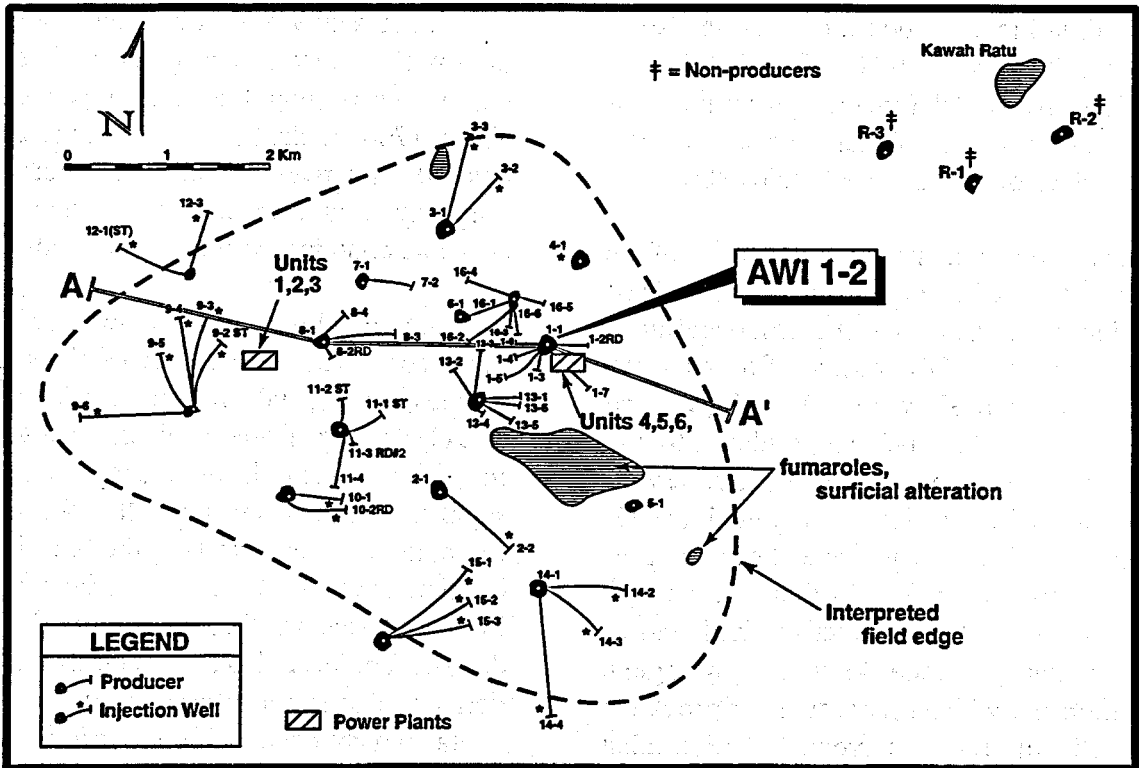 Kawah Ratu
‡ = Non-producers
N
R-3 ‡
R-2 ‡
R-1 ‡
0 1 2 Km
3-3
3-2
3-1
12-3
12-1(ST)
4-1
AWI 1-2
A
Units
1,2,3
7-1
7-2
16-4
16-5
6-1
16-1
9-4
9-3
9-2 ST
9-5
9-6
8-1
8-4
8-3
8-2RD
16-2
1-1
1-2RD
1-4
1-5
1-3
1-7
13-2
13-1
13-6
13-4
13-5
A'
Units 4,5,6,
11-2 ST
11-1 ST
11-3 RD#2
11-4
10-1
10-2RD
2-1
2-2
5-1
fumaroles,
surficial alteration
15-1
15-2
15-3
14-1
14-2
14-3
14-4
Interpreted
field edge
LEGEND
Producer
* Injection Well
Power Plants